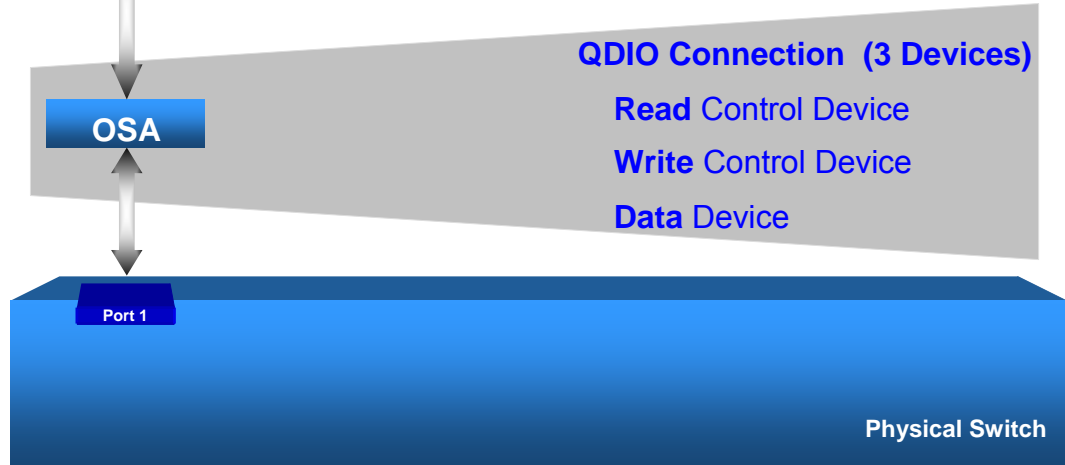 QDIO Connection (3 Devices)
OSA
Read Control Device
Write Control Device
Data Device
Port 1
Physical Switch